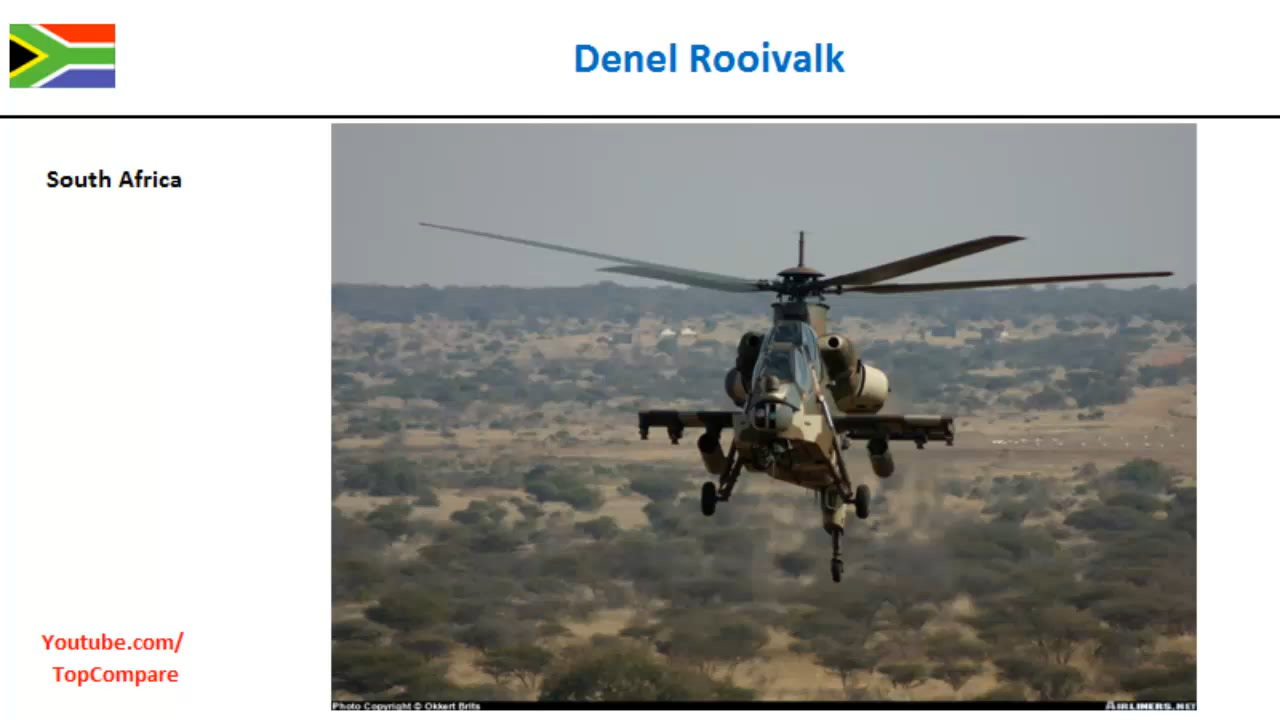 Denel Rooivalk
South Africa
Youtube.com/
TopCompare
Photo Copyright © Okkert Brits
AIRLINERS.NET